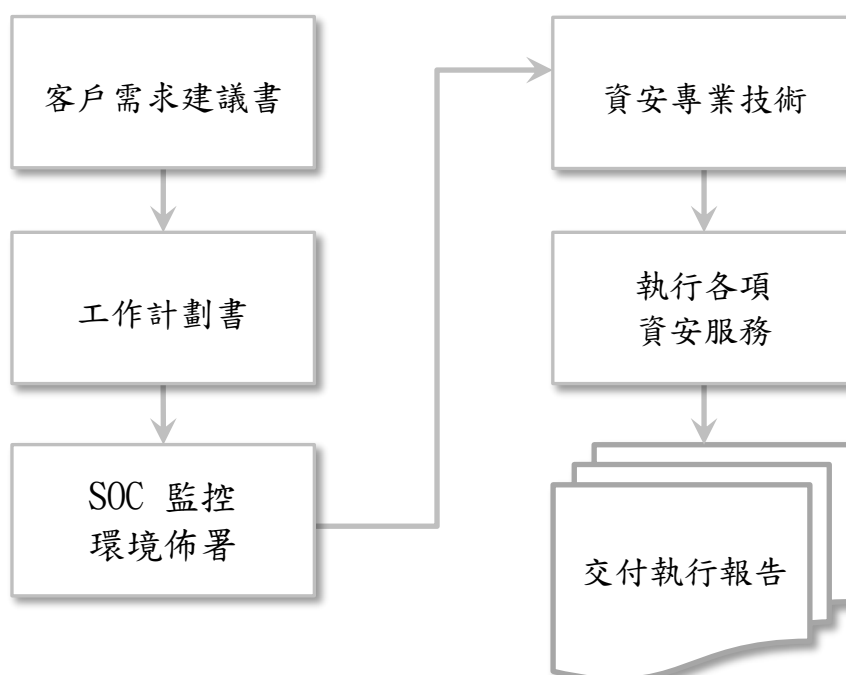 客戶需求建議書
工作計劃書
SOC 監控
環境佈署
資安專業技術
執行各項
資安服務
交付執行報告